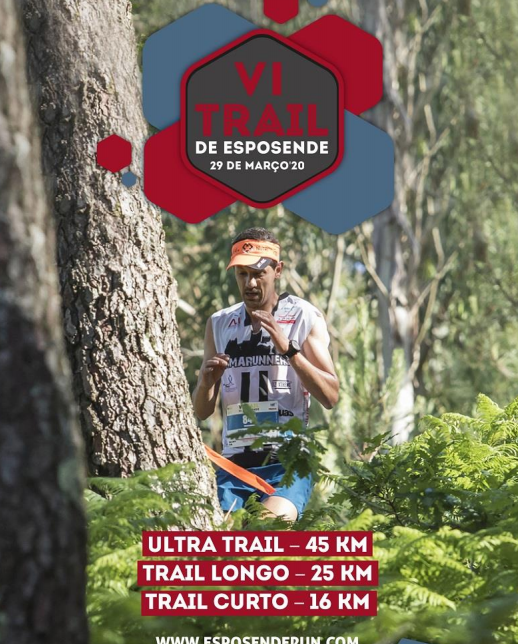 VI
TRAIL
DE ESPOSENDE
29 DE MARÇO'20
MARUNNER
ULTRA TRAIL – 45 KM
TRAIL LONGO – 25 KM
TRAIL CURTO – 16 KM
WWW.ESPOSENDERUN.COM